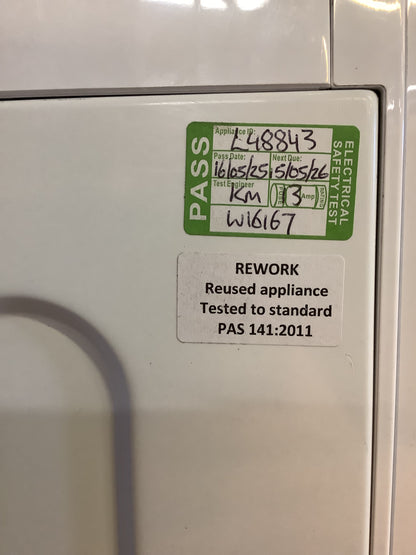 PASS
Appliance ID:
L48843
Pass Date: Next Due:
16/05/25 15/05/26
Test Engineer
KM 13 Amp
W16167
ELECTRICAL
SAFETY TEST
REWORK
Reused appliance
Tested to standard
PAS 141:2011